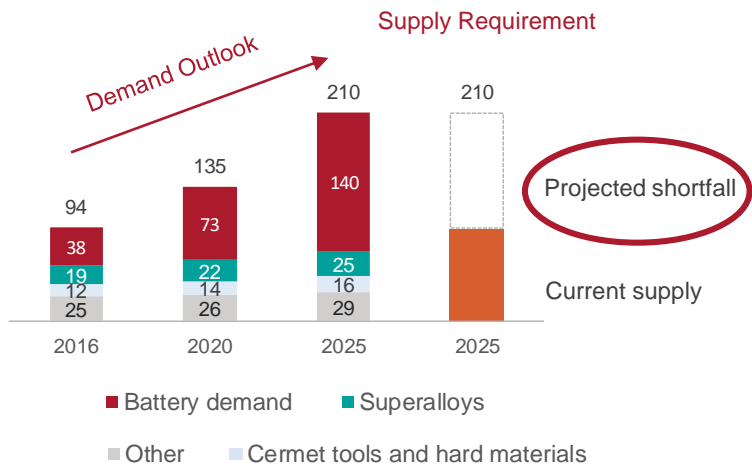 Supply Requirement
Demand Outlook
210
210
135
94
140
73
38
Projected shortfall
25
22
19
16
14
12
29
26
25
Current supply
2016
2020
2025
2025
Battery demand
Superalloys
Other
Cermet tools and hard materials